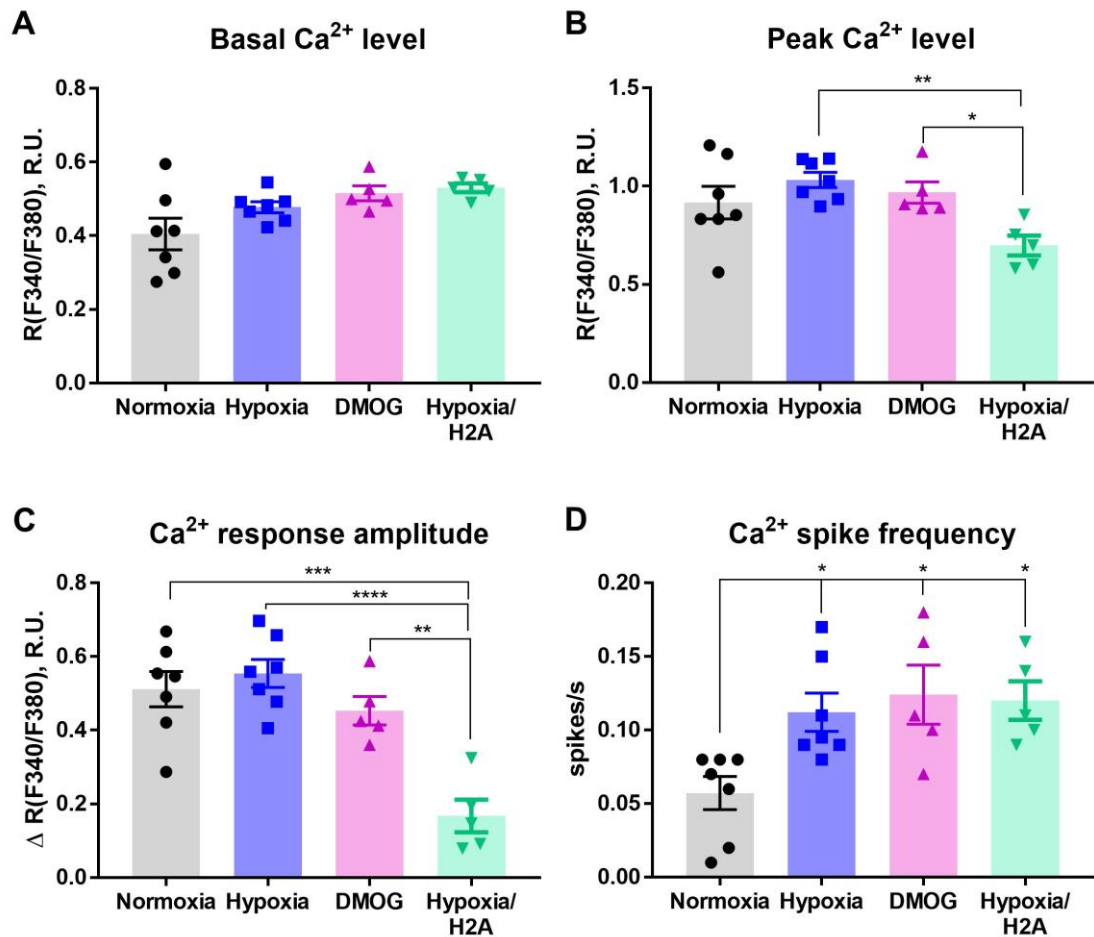 A
Basal Ca²⁺ level
R(F340/F380), R.U.
0.8
0.6
0.4
0.2
0.0
Normoxia Hypoxia DMOG Hypoxia/
H2A
B
Peak Ca²⁺ level
R(F340/F380), R.U.
1.5
1.0
0.5
0.0
**
*
Normoxia Hypoxia DMOG Hypoxia/
H2A
C
Ca²⁺ response amplitude
Δ R(F340/F380), R.U.
0.8
0.6
0.4
0.2
0.0
***
****
**
Normoxia Hypoxia DMOG Hypoxia/
H2A
D
Ca²⁺ spike frequency
spikes/s
0.20
0.15
0.10
0.05
0.00
* * *
Normoxia Hypoxia DMOG Hypoxia/
H2A